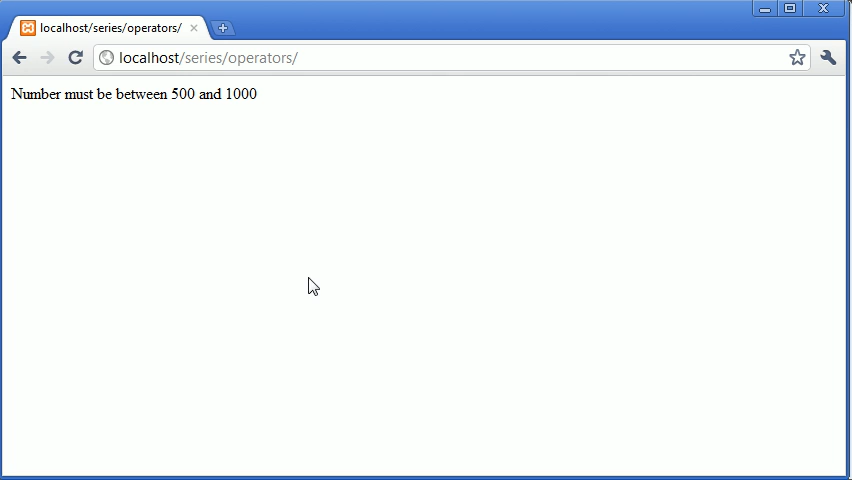 localhost/series/operators/
localhost/series/operators/
Number must be between 500 and 1000